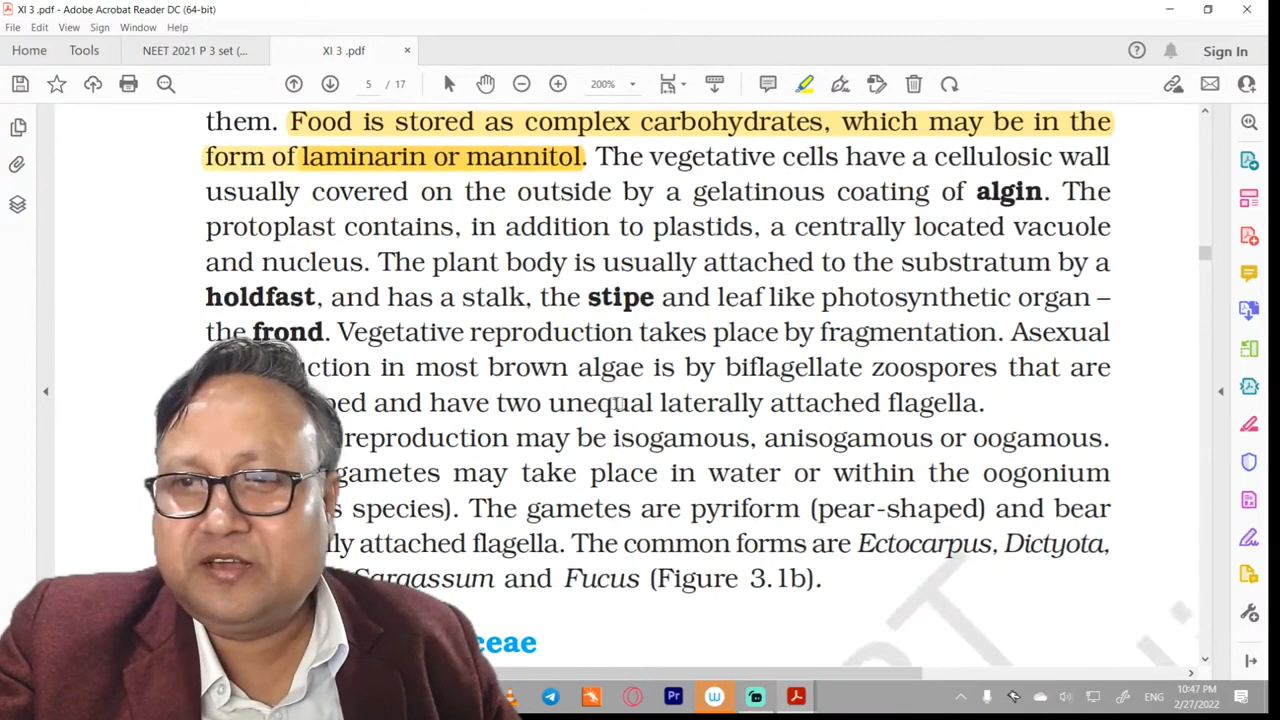 XI 3 .pdf - Adobe Acrobat Reader DC (64-bit)
File Edit View Sign Window Help
Home Tools NEET 2021 P 3 set (... XI 3 .pdf × Sign In
5 / 17 200%
them. Food is stored as complex carbohydrates, which may be in the
form of laminarin or mannitol. The vegetative cells have a cellulosic wall
usually covered on the outside by a gelatinous coating of algin. The
protoplast contains, in addition to plastids, a centrally located vacuole
and nucleus. The plant body is usually attached to the substratum by a
holdfast, and has a stalk, the stipe and leaf like photosynthetic organ –
the frond. Vegetative reproduction takes place by fragmentation. Asexual
uction in most brown algae is by biflagellate zoospores that are
ped and have two unequal laterally attached flagella.
reproduction may be isogamous, anisogamous or oogamous.
gametes may take place in water or within the oogonium
s species). The gametes are pyriform (pear-shaped) and bear
lly attached flagella. The common forms are Ectocarpus, Dictyota,
Sargassum and Fucus (Figure 3.1b).
ceae
ENG
10:47 PM
2/27/2022